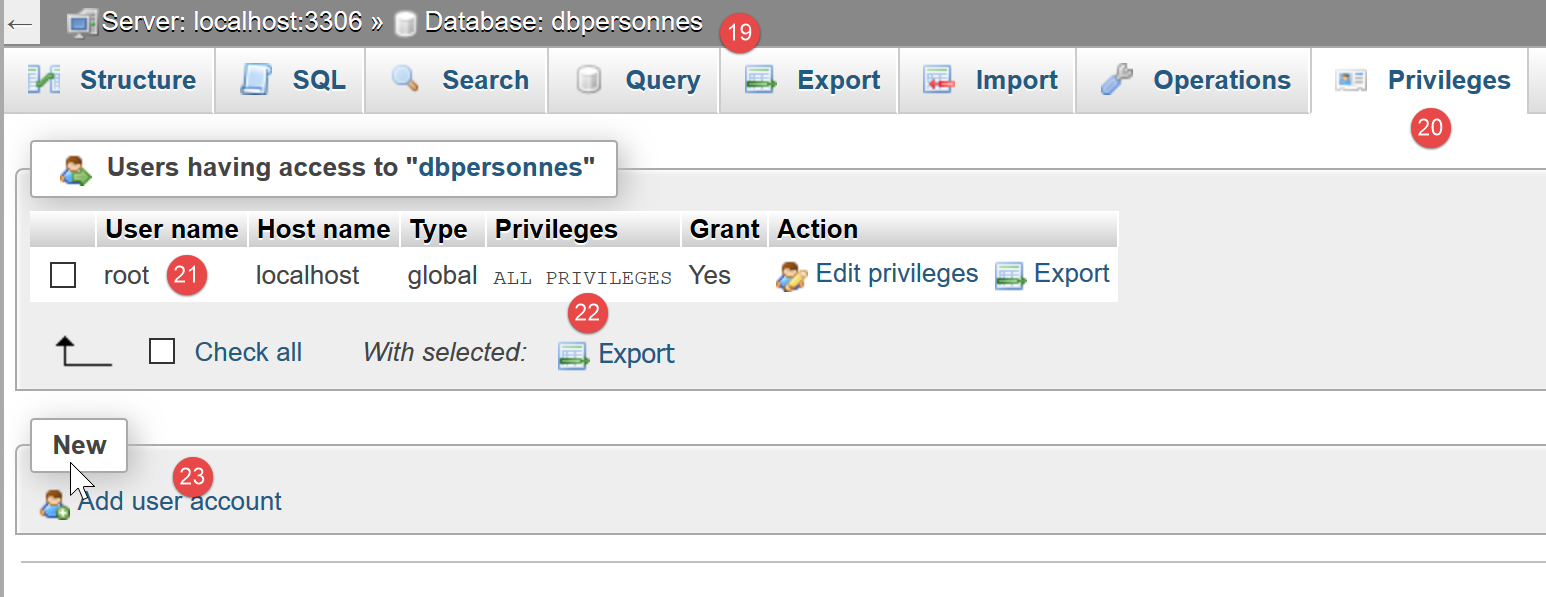 ← Server: localhost:3306 » Database: dbpersonnes 19
Structure SQL Search Query Export Import Operations Privileges
20
Users having access to "dbpersonnes"
User name Host name Type Privileges Grant Action
root 21 localhost global ALL PRIVILEGES Yes Edit privileges Export
22
Check all With selected: Export
New
23
Add user account